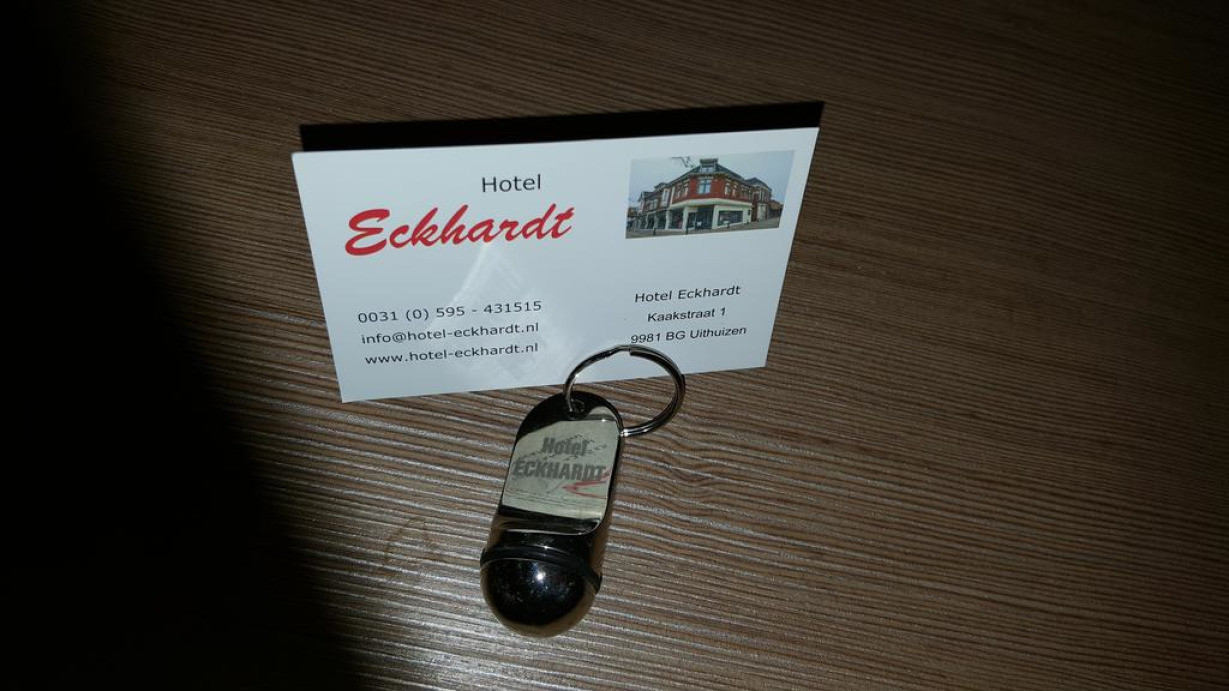 Hotel
Eckhardt
0031 (0) 595 - 431515
info@hotel-eckhardt.nl
www.hotel-eckhardt.nl
Hotel Eckhardt
Kaakstraat 1
9981 BG Uithuizen
Hotel
ECKHARDT